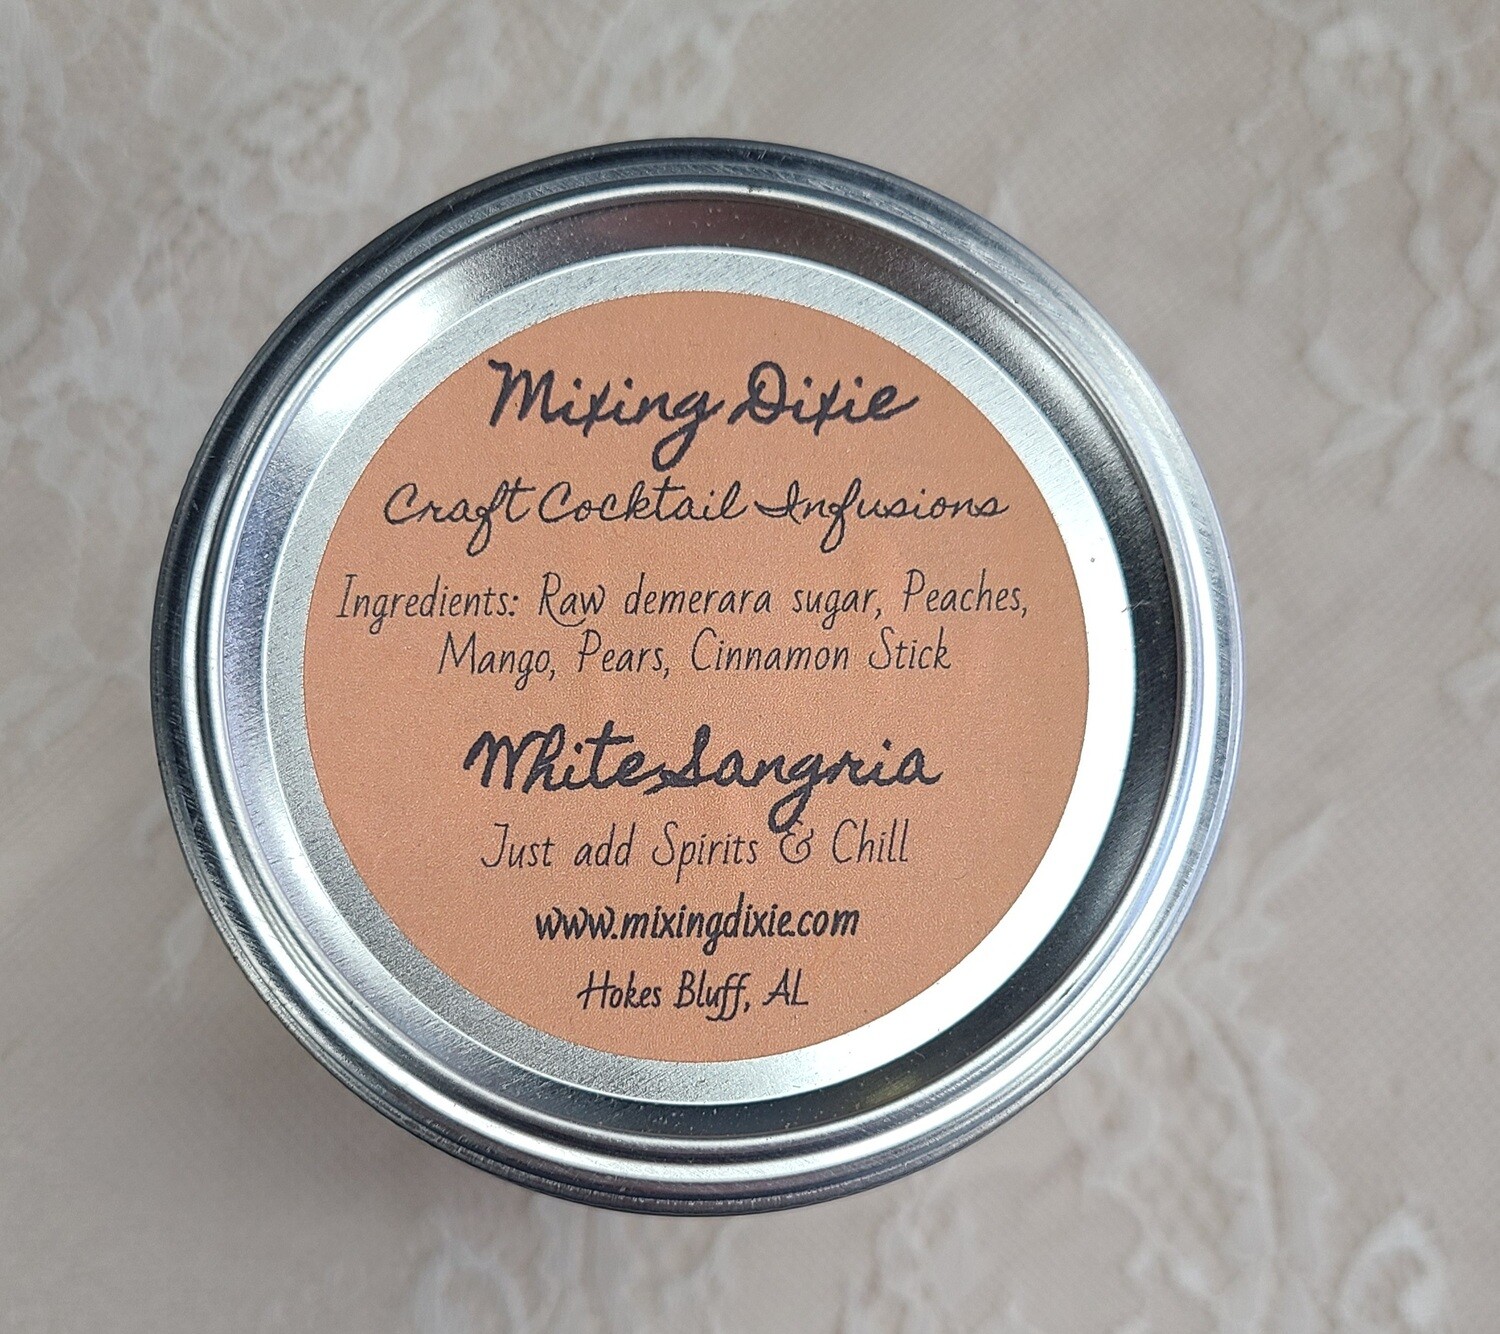 Mixing Dixie
Craft Cocktail Infusions
Ingredients: Raw demerara sugar, Peaches,
Mango, Pears, Cinnamon Stick
White Sangria
Just add Spirits & Chill
www.mixingdixie.com
Hokes Bluff, AL